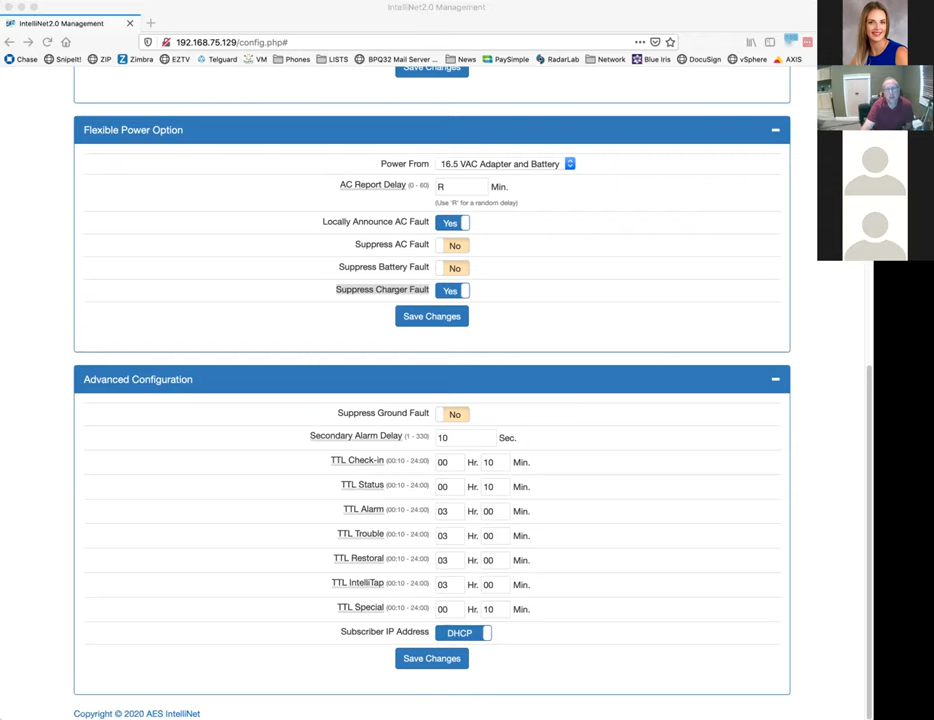 IntelliNet2.0 Management
IntelliNet2.0 Management
192.168.75.129/config.php#
Chase SnipeIt! ZIP Zimbra EZTV Telguard VM Phones LISTS BPQ32 Mail Server ... News PaySimple RadarLab Network Blue Iris DocuSign vSphere AXIS
Save Changes
Flexible Power Option
Power From 16.5 VAC Adapter and Battery
AC Report Delay (0 - 60) R Min.
(Use 'R' for a random delay)
Locally Announce AC Fault Yes
Suppress AC Fault No
Suppress Battery Fault No
Suppress Charger Fault Yes
Save Changes
Advanced Configuration
Suppress Ground Fault No
Secondary Alarm Delay (1 - 330) 10 Sec.
TTL Check-in (00:10 - 24:00) 00 Hr. 10 Min.
TTL Status (00:10 - 24:00) 00 Hr. 10 Min.
TTL Alarm (00:10 - 24:00) 03 Hr. 00 Min.
TTL Trouble (00:10 - 24:00) 03 Hr. 00 Min.
TTL Restoral (00:10 - 24:00) 03 Hr. 00 Min.
TTL IntelliTap (00:10 - 24:00) 03 Hr. 00 Min.
TTL Special (00:10 - 24:00) 00 Hr. 10 Min.
Subscriber IP Address DHCP
Save Changes
Copyright © 2020 AES IntelliNet